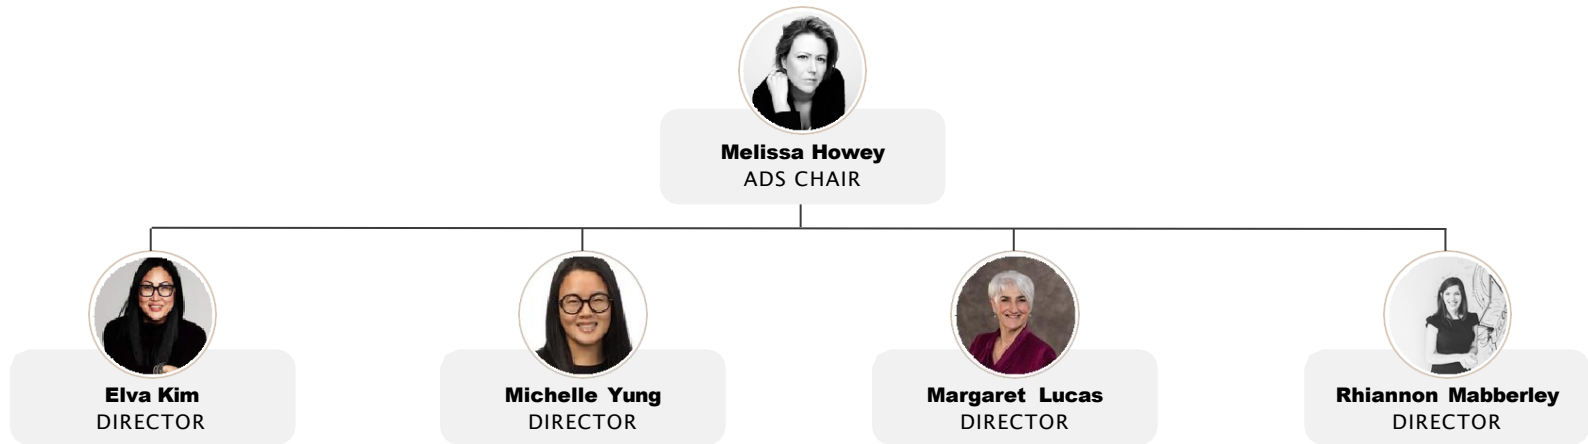 Melissa Howey
ADS CHAIR
Elva Kim
DIRECTOR
Michelle Yung
DIRECTOR
Margaret Lucas
DIRECTOR
Rhiannon Mabberley
DIRECTOR